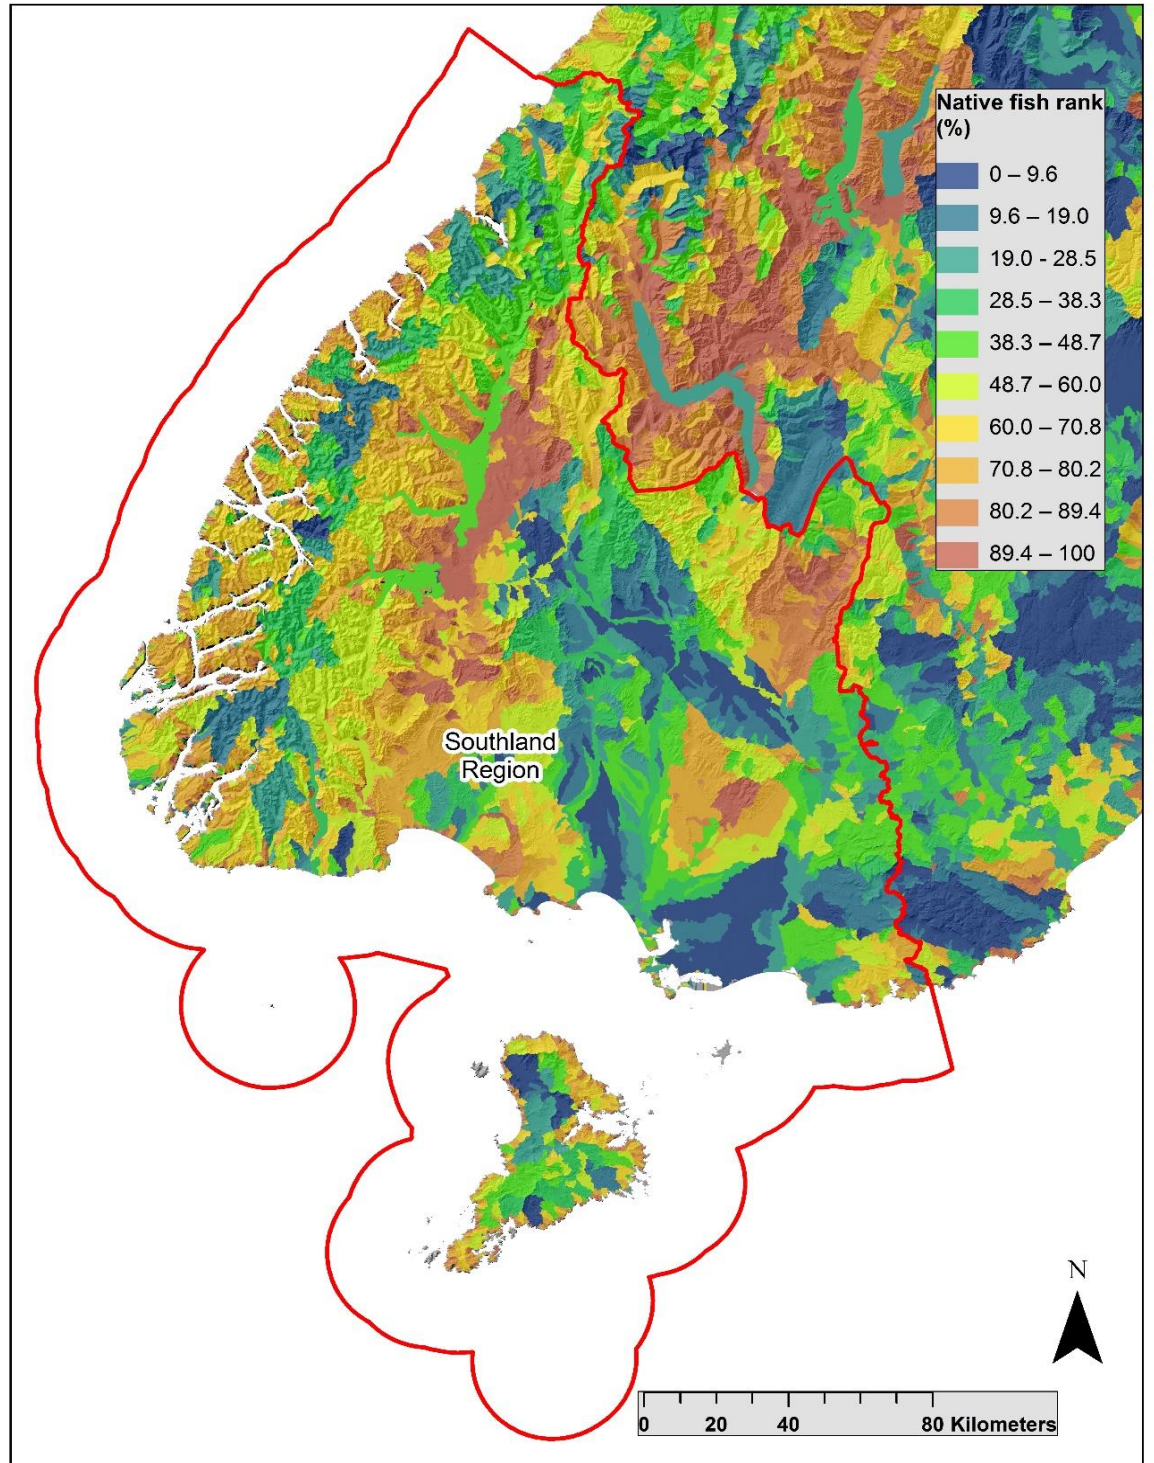 Native fish rank
(%)
0 – 9.6
9.6 – 19.0
19.0 - 28.5
28.5 – 38.3
38.3 – 48.7
48.7 – 60.0
60.0 – 70.8
70.8 – 80.2
80.2 – 89.4
89.4 – 100
Southland
Region
N
0 20 40 80 Kilometers